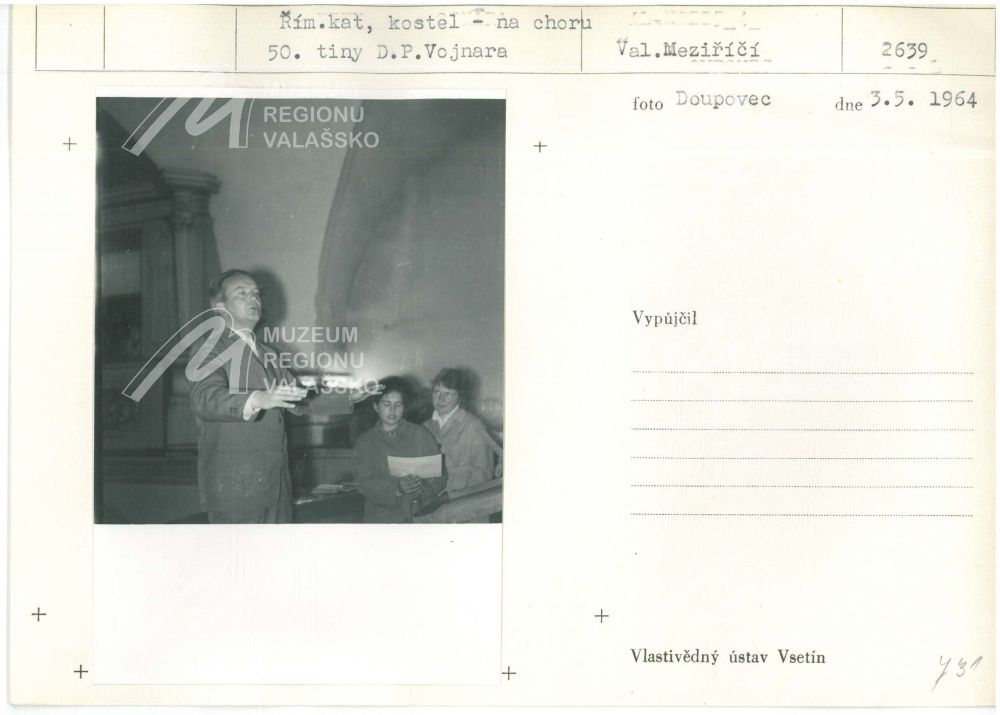 Řím.kat, kostel - na choru
50. tiny D.P.Vojnara
Val.Meziříčí
2639
foto Doupovec
dne 3.5. 1964
REGIONU
VALAŠSKO
MUZEUM
REGIONU
VALAŠSKO
Vypůjčil
Vlastivědný ústav Vsetín
731